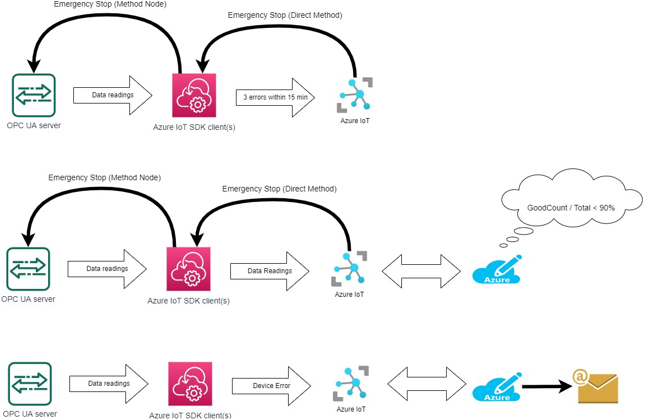 Emergency Stop (Method Node)
Emergency Stop (Direct Method)
Data readings
3 errors within 15 min
OPC UA server
Azure IoT SDK client(s)
Azure IoT
Emergency Stop (Method Node)
Emergency Stop (Direct Method)
GoodCount / Total < 90%
Data readings
Data Readings
Azure
OPC UA server
Azure IoT SDK client(s)
Azure IoT
Data readings
Device Error
Azure
@
OPC UA server
Azure IoT SDK client(s)
Azure IoT